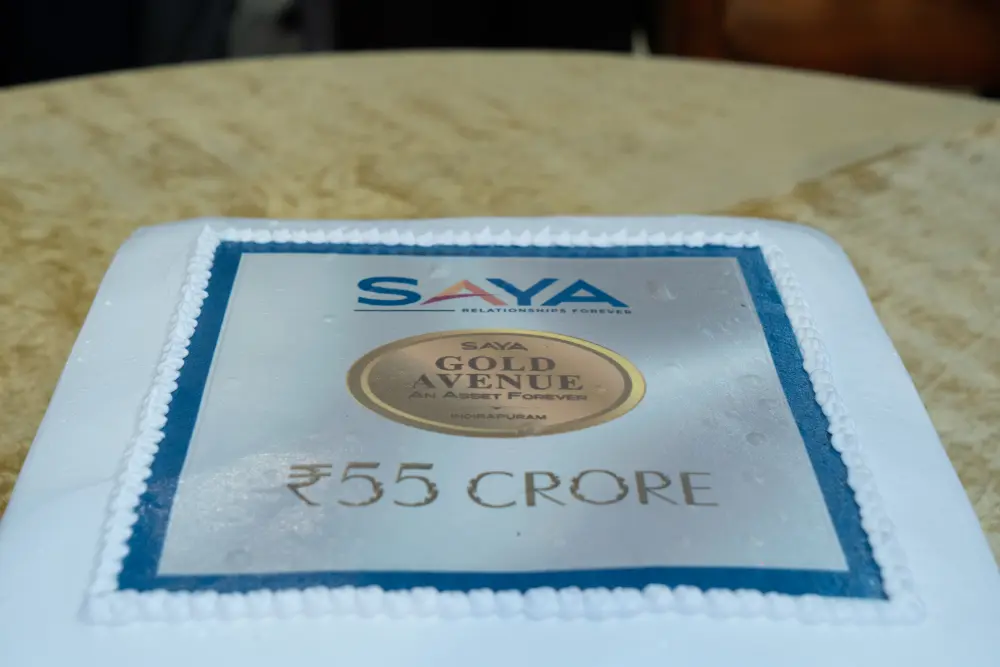 SAYA
RELATIONSHIPS FOREVER
SAYA
GOLD
AVENUE
AN ASSET FOREVER
INDIRAPURAM
₹55 CRORE